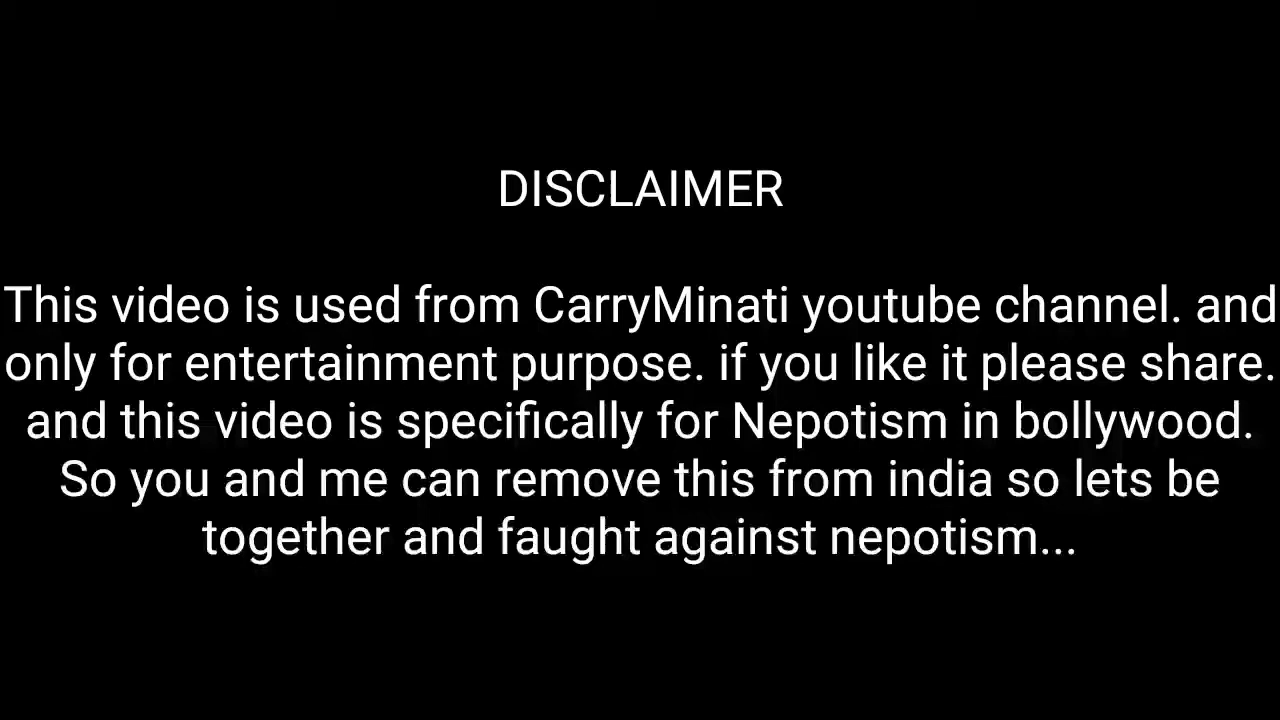 DISCLAIMER
This video is used from CarryMinati youtube channel. and
only for entertainment purpose. if you like it please share.
and this video is specifically for Nepotism in bollywood.
So you and me can remove this from india so lets be
together and faught against nepotism...